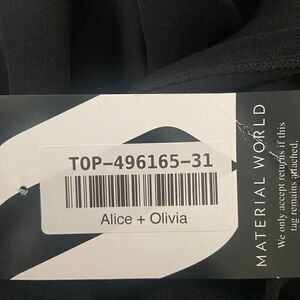 TOP-496165-31
Alice + Olivia
MATERIAL WORLD
We only accept returns if this
tag remains attached.